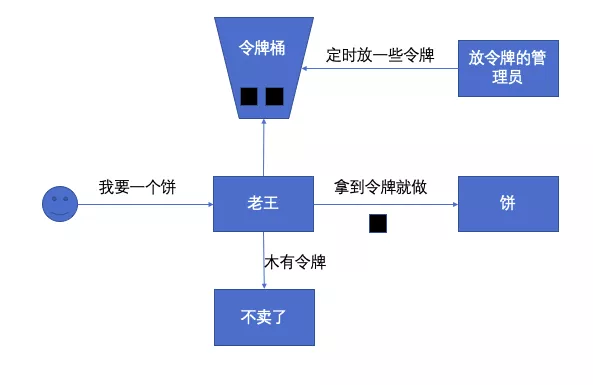 令牌桶
定时放一些令牌
放令牌的管
理员
我要一个饼
老王
拿到令牌就做
饼
木有令牌
不卖了